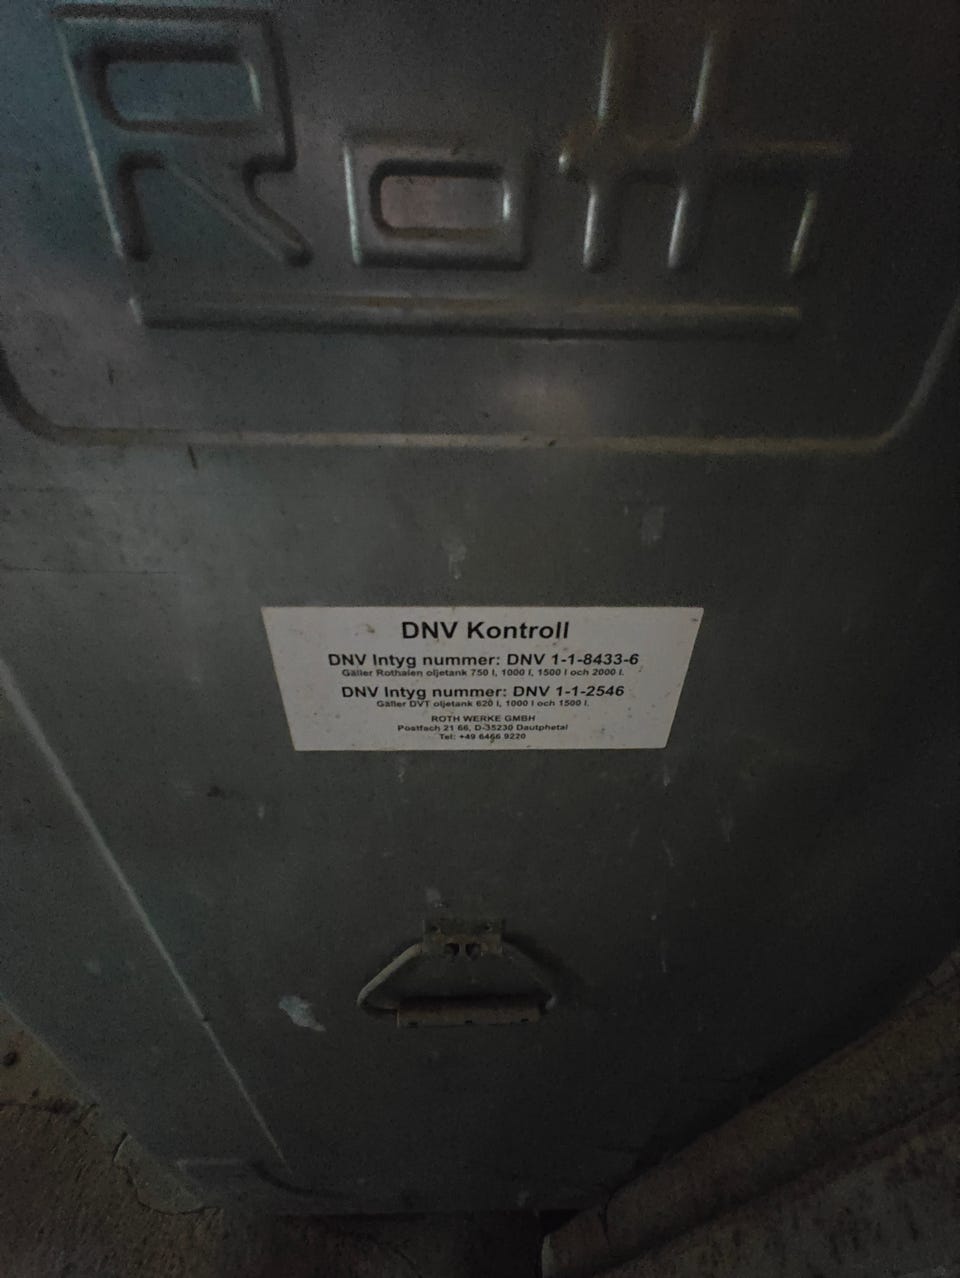 Roth
DNV Kontroll
DNV Intyg nummer: DNV 1-1-8433-6
Gäller Rothalen oljetank 750 l, 1000 l, 1500 l och 2000 l.
DNV Intyg nummer: DNV 1-1-2546
Gäller DVT oljetank 620 l, 1000 l och 1500 l.
ROTH WERKE GMBH
Postfach 21 66, D-35230 Dautphetal
Tel: +49 6466 9220